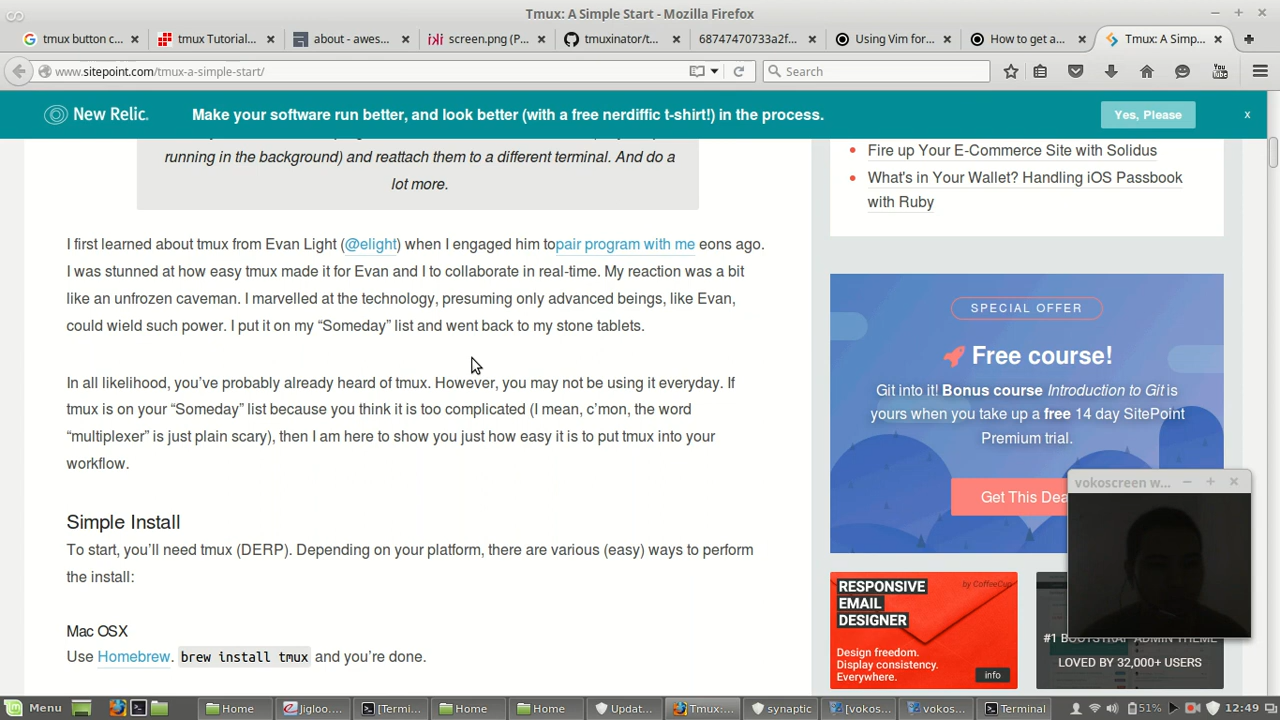 Tmux: A Simple Start - Mozilla Firefox
tmux button c...
tmux Tutorial...
about - awes...
screen.png (P...
tmuxinator/t...
68747470733a2f...
Using Vim for...
How to get a...
Tmux: A Simp...
www.sitepoint.com/tmux-a-simple-start/
Search
You Tube
New Relic.
Make your software run better, and look better (with a free nerdiffic t-shirt!) in the process.
Yes, Please
x
running in the background) and reattach them to a different terminal. And do a
lot more.
I first learned about tmux from Evan Light (@elight) when I engaged him topair program with me eons ago.
I was stunned at how easy tmux made it for Evan and I to collaborate in real-time. My reaction was a bit
like an unfrozen caveman. I marvelled at the technology, presuming only advanced beings, like Evan,
could wield such power. I put it on my “Someday” list and went back to my stone tablets.
In all likelihood, you’ve probably already heard of tmux. However, you may not be using it everyday. If
tmux is on your “Someday” list because you think it is too complicated (I mean, c’mon, the word
“multiplexer” is just plain scary), then I am here to show you just how easy it is to put tmux into your
workflow.
Simple Install
To start, you’ll need tmux (DERP). Depending on your platform, there are various (easy) ways to perform
the install:
Mac OSX
Use Homebrew. brew install tmux and you’re done.
Fire up Your E-Commerce Site with Solidus
What's in Your Wallet? Handling iOS Passbook
with Ruby
SPECIAL OFFER
Free course!
Git into it! Bonus course Introduction to Git is
yours when you take up a free 14 day SitePoint
Premium trial.
Get This Dea
vokoscreen w...
RESPONSIVE
EMAIL
DESIGNER
by CoffeeCup
Design freedom.
Display consistency.
Everywhere.
info
#1 BOOTSTRAP ADMIN THEME
LOVED BY 32,000+ USERS
Menu
Home
Jigloo...
[Termi...
Home
Home
Updat...
Tmux:...
synaptic
[vokos...
vokos...
Terminal
51%
12:49